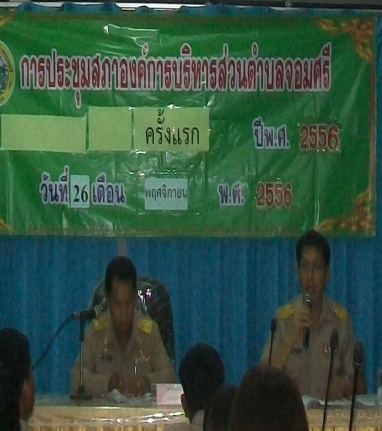 การประชุมสภาองค์การบริหารส่วนตำบลจอมศรี
ครั้งแรก ปีพ.ศ. 2556
วันที่ 26 เดือน พฤศจิกายน พ.ศ. 2556